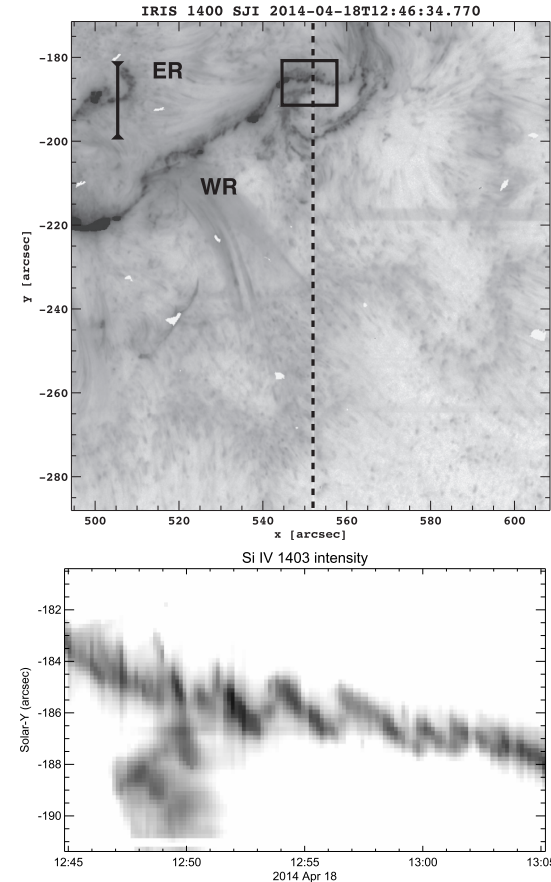 IRIS 1400 SJI 2014-04-18T12:46:34.770
-180
ER
-200
WR
-220
y [arcsec]
-240
-260
-280
500 520 540 560 580 600
x [arcsec]
Si IV 1403 intensity
-182
-184
-186
Solar-Y (arcsec)
-188
-190
12:45 12:50 12:55 13:00 13:05
2014 Apr 18